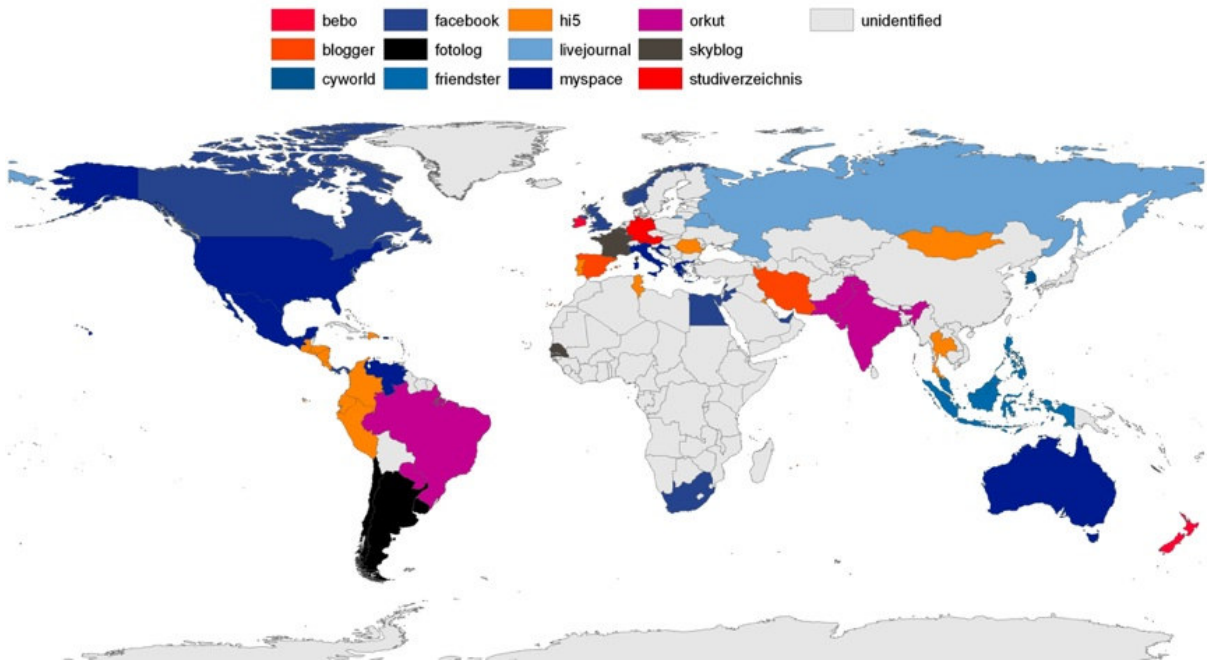 bebo facebook hi5 orkut unidentified
blogger fotolog livejournal skyblog
cyworld friendster myspace studiverzeichnis